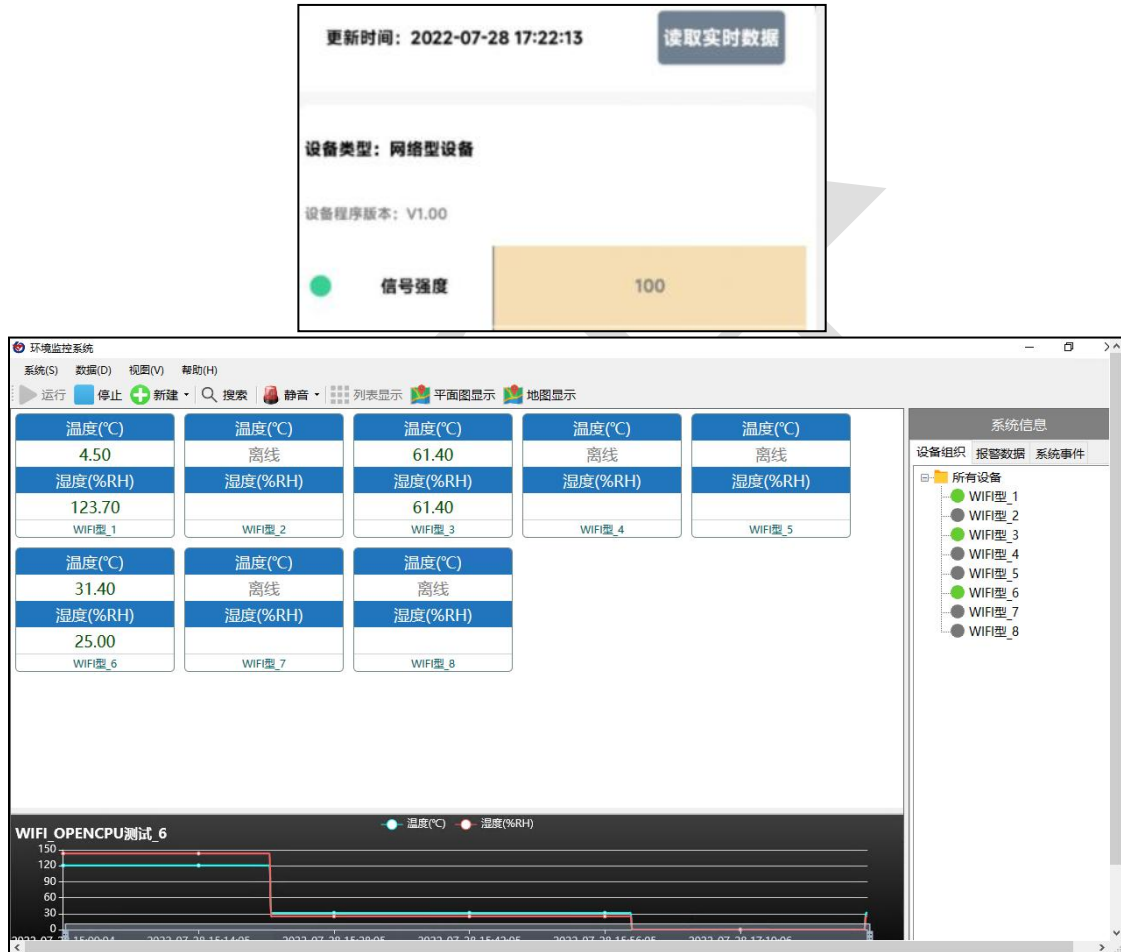 更新时间：2022-07-28 17:22:13 读取实时数据
设备类型：网络型设备
设备程序版本：V1.00
信号强度 100
环境监控系统
系统(S) 数据(D) 视图(V) 帮助(H)
运行 停止 新建 搜索 静音 列表显示 平面图显示 地图显示
温度(℃) 温度(℃) 温度(℃) 温度(℃) 温度(℃)
4.50 离线 61.40 离线 离线
湿度(%RH) 湿度(%RH) 湿度(%RH) 湿度(%RH) 湿度(%RH)
123.70 61.40
WIFI型_1 WIFI型_2 WIFI型_3 WIFI型_4 WIFI型_5
温度(℃) 温度(℃) 温度(℃)
31.40 离线 离线
湿度(%RH) 湿度(%RH) 湿度(%RH)
25.00
WIFI型_6 WIFI型_7 WIFI型_8
系统信息
设备组织 报警数据 系统事件
所有设备
WIFI型_1
WIFI型_2
WIFI型_3
WIFI型_4
WIFI型_5
WIFI型_6
WIFI型_7
WIFI型_8
WIFI_OPENCPU测试_6
温度(℃) 湿度(%RH)
150
120
90
60
30
0